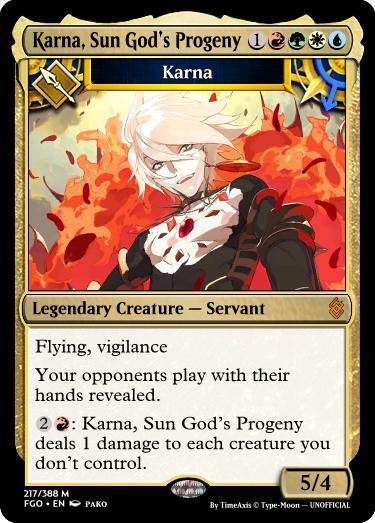 Karna, Sun God's Progeny 1
Karna
Legendary Creature — Servant
Flying, vigilance
Your opponents play with their
hands revealed.
2 : Karna, Sun God's Progeny
deals 1 damage to each creature you
don't control.
5/4
217/388 M
FGO • EN PAKO
By TimeAxis © Type-Moon — UNOFFICIAL